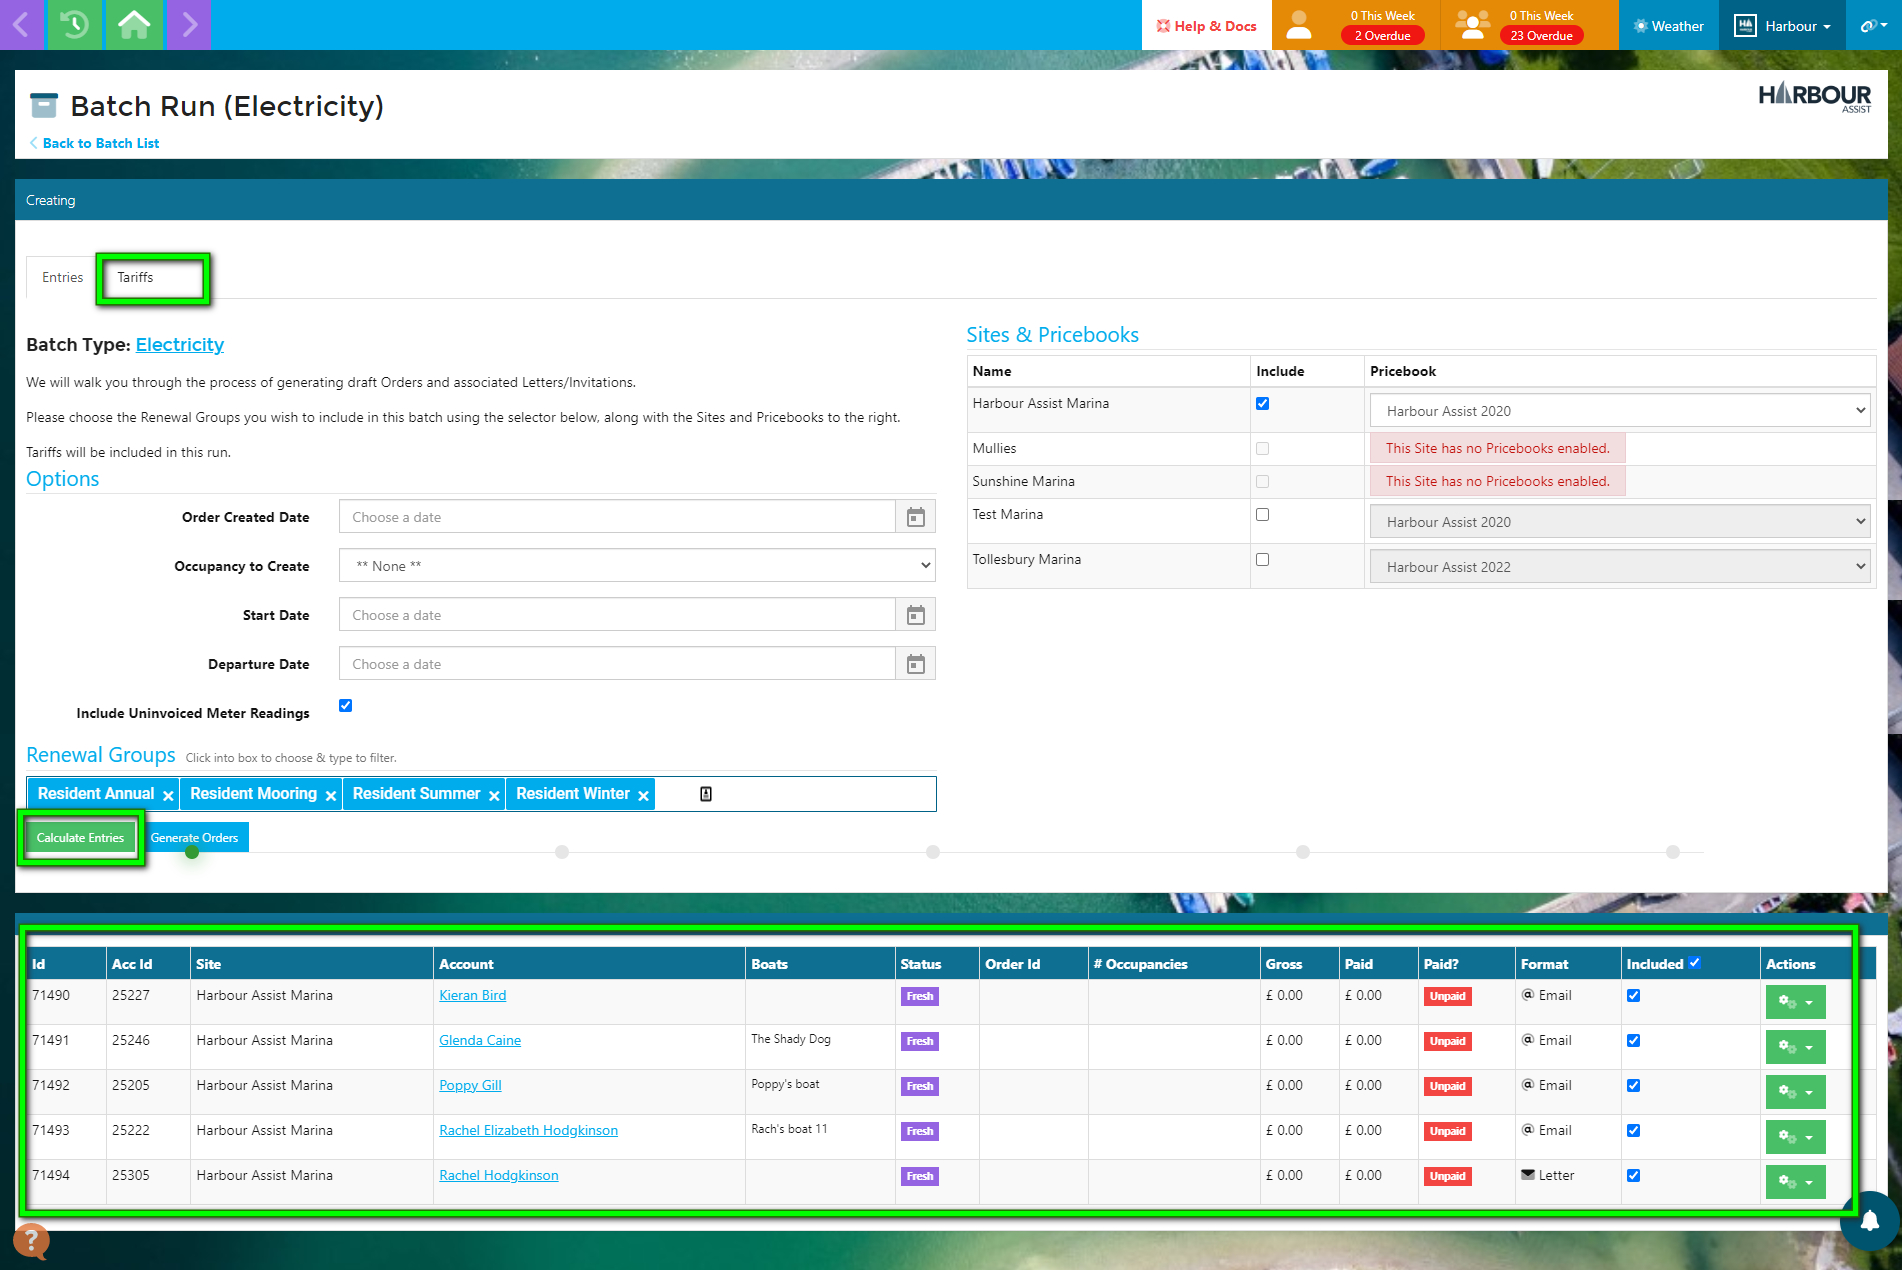 Help & Docs
0 This Week
2 Overdue
0 This Week
23 Overdue
Weather
Harbour
Batch Run (Electricity)
HARBOUR
ASSIST
Back to Batch List
Creating
Entries
Tariffs
Batch Type: Electricity
We will walk you through the process of generating draft Orders and associated Letters/Invitations.
Please choose the Renewal Groups you wish to include in this batch using the selector below, along with the Sites and Pricebooks to the right.
Tariffs will be included in this run.
Options
Order Created Date Choose a date
Occupancy to Create ** None **
Start Date Choose a date
Departure Date Choose a date
Include Uninvoiced Meter Readings
Renewal Groups Click into box to choose & type to filter.
Resident Annual × Resident Mooring × Resident Summer × Resident Winter ×
Calculate Entries Generate Orders
Sites & Pricebooks
Name Include Pricebook
Harbour Assist Marina Harbour Assist 2020
Mullies This Site has no Pricebooks enabled.
Sunshine Marina This Site has no Pricebooks enabled.
Test Marina Harbour Assist 2020
Tollesbury Marina Harbour Assist 2022
Id Acc Id Site Account Boats Status Order Id # Occupancies Gross Paid Paid? Format Included Actions
71490 25227 Harbour Assist Marina Kieran Bird Fresh £ 0.00 £ 0.00 Unpaid Email
71491 25246 Harbour Assist Marina Glenda Caine The Shady Dog Fresh £ 0.00 £ 0.00 Unpaid Email
71492 25205 Harbour Assist Marina Poppy Gill Poppy's boat Fresh £ 0.00 £ 0.00 Unpaid Email
71493 25222 Harbour Assist Marina Rachel Elizabeth Hodgkinson Rach's boat 11 Fresh £ 0.00 £ 0.00 Unpaid Email
71494 25305 Harbour Assist Marina Rachel Hodgkinson Fresh £ 0.00 £ 0.00 Unpaid Letter
?